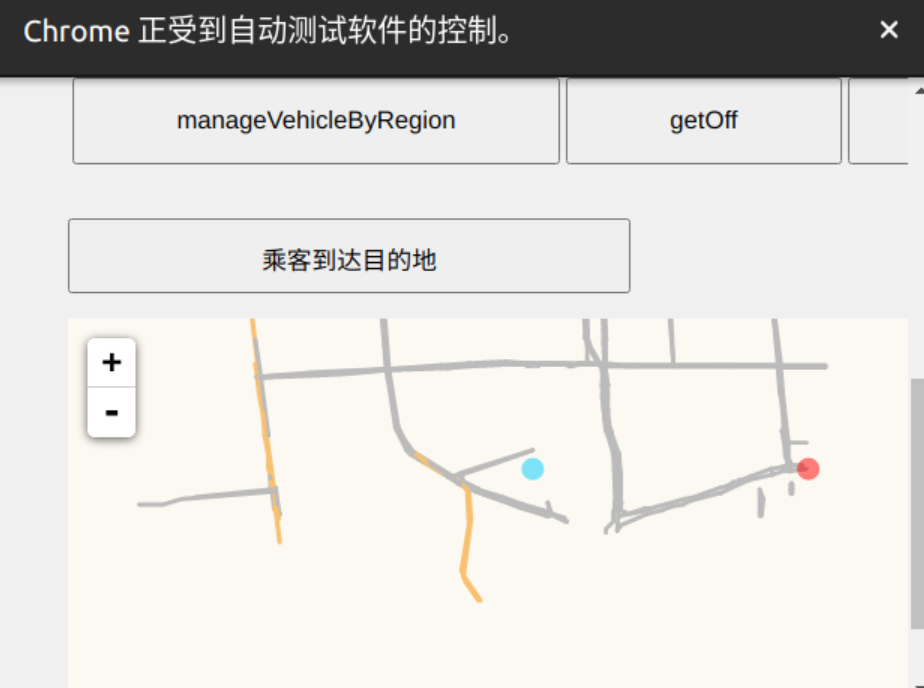 Chrome 正受到自动测试软件的控制。
×
manageVehicleByRegion
getOff
乘客到达目的地
+
-